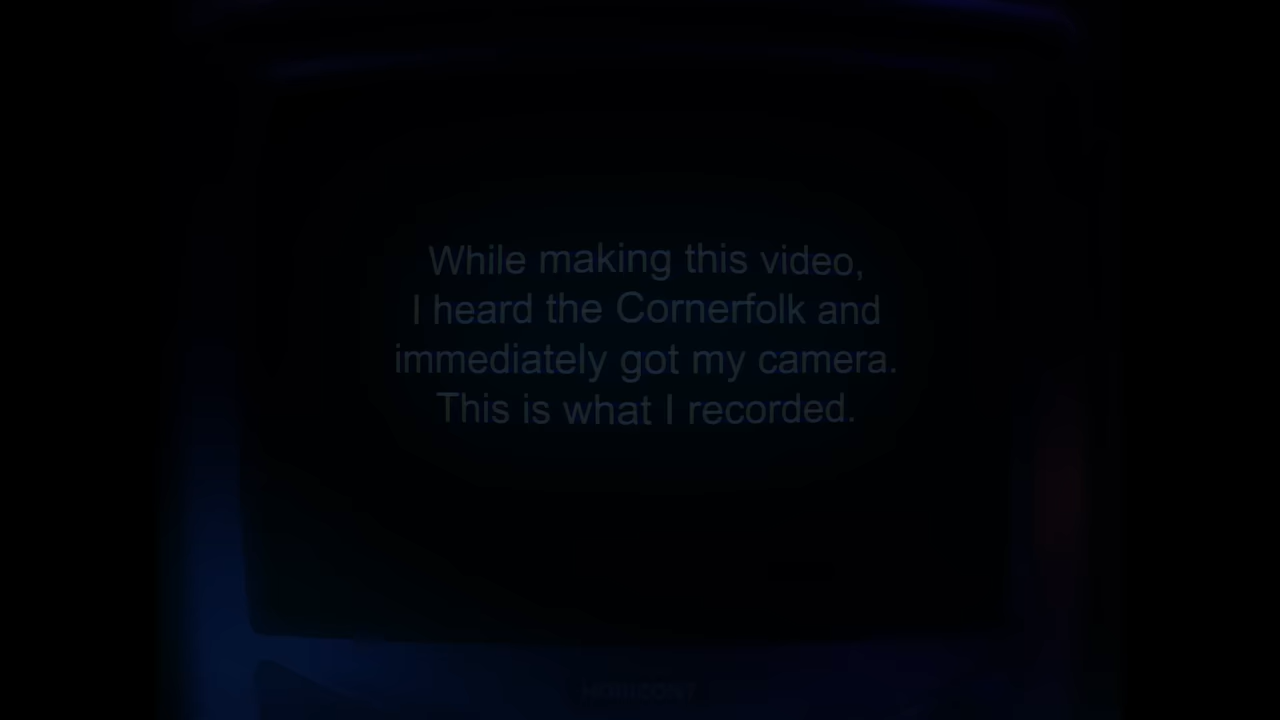 While making this video,
I heard the Cornerfolk and
immediately got my camera.
This is what I recorded.